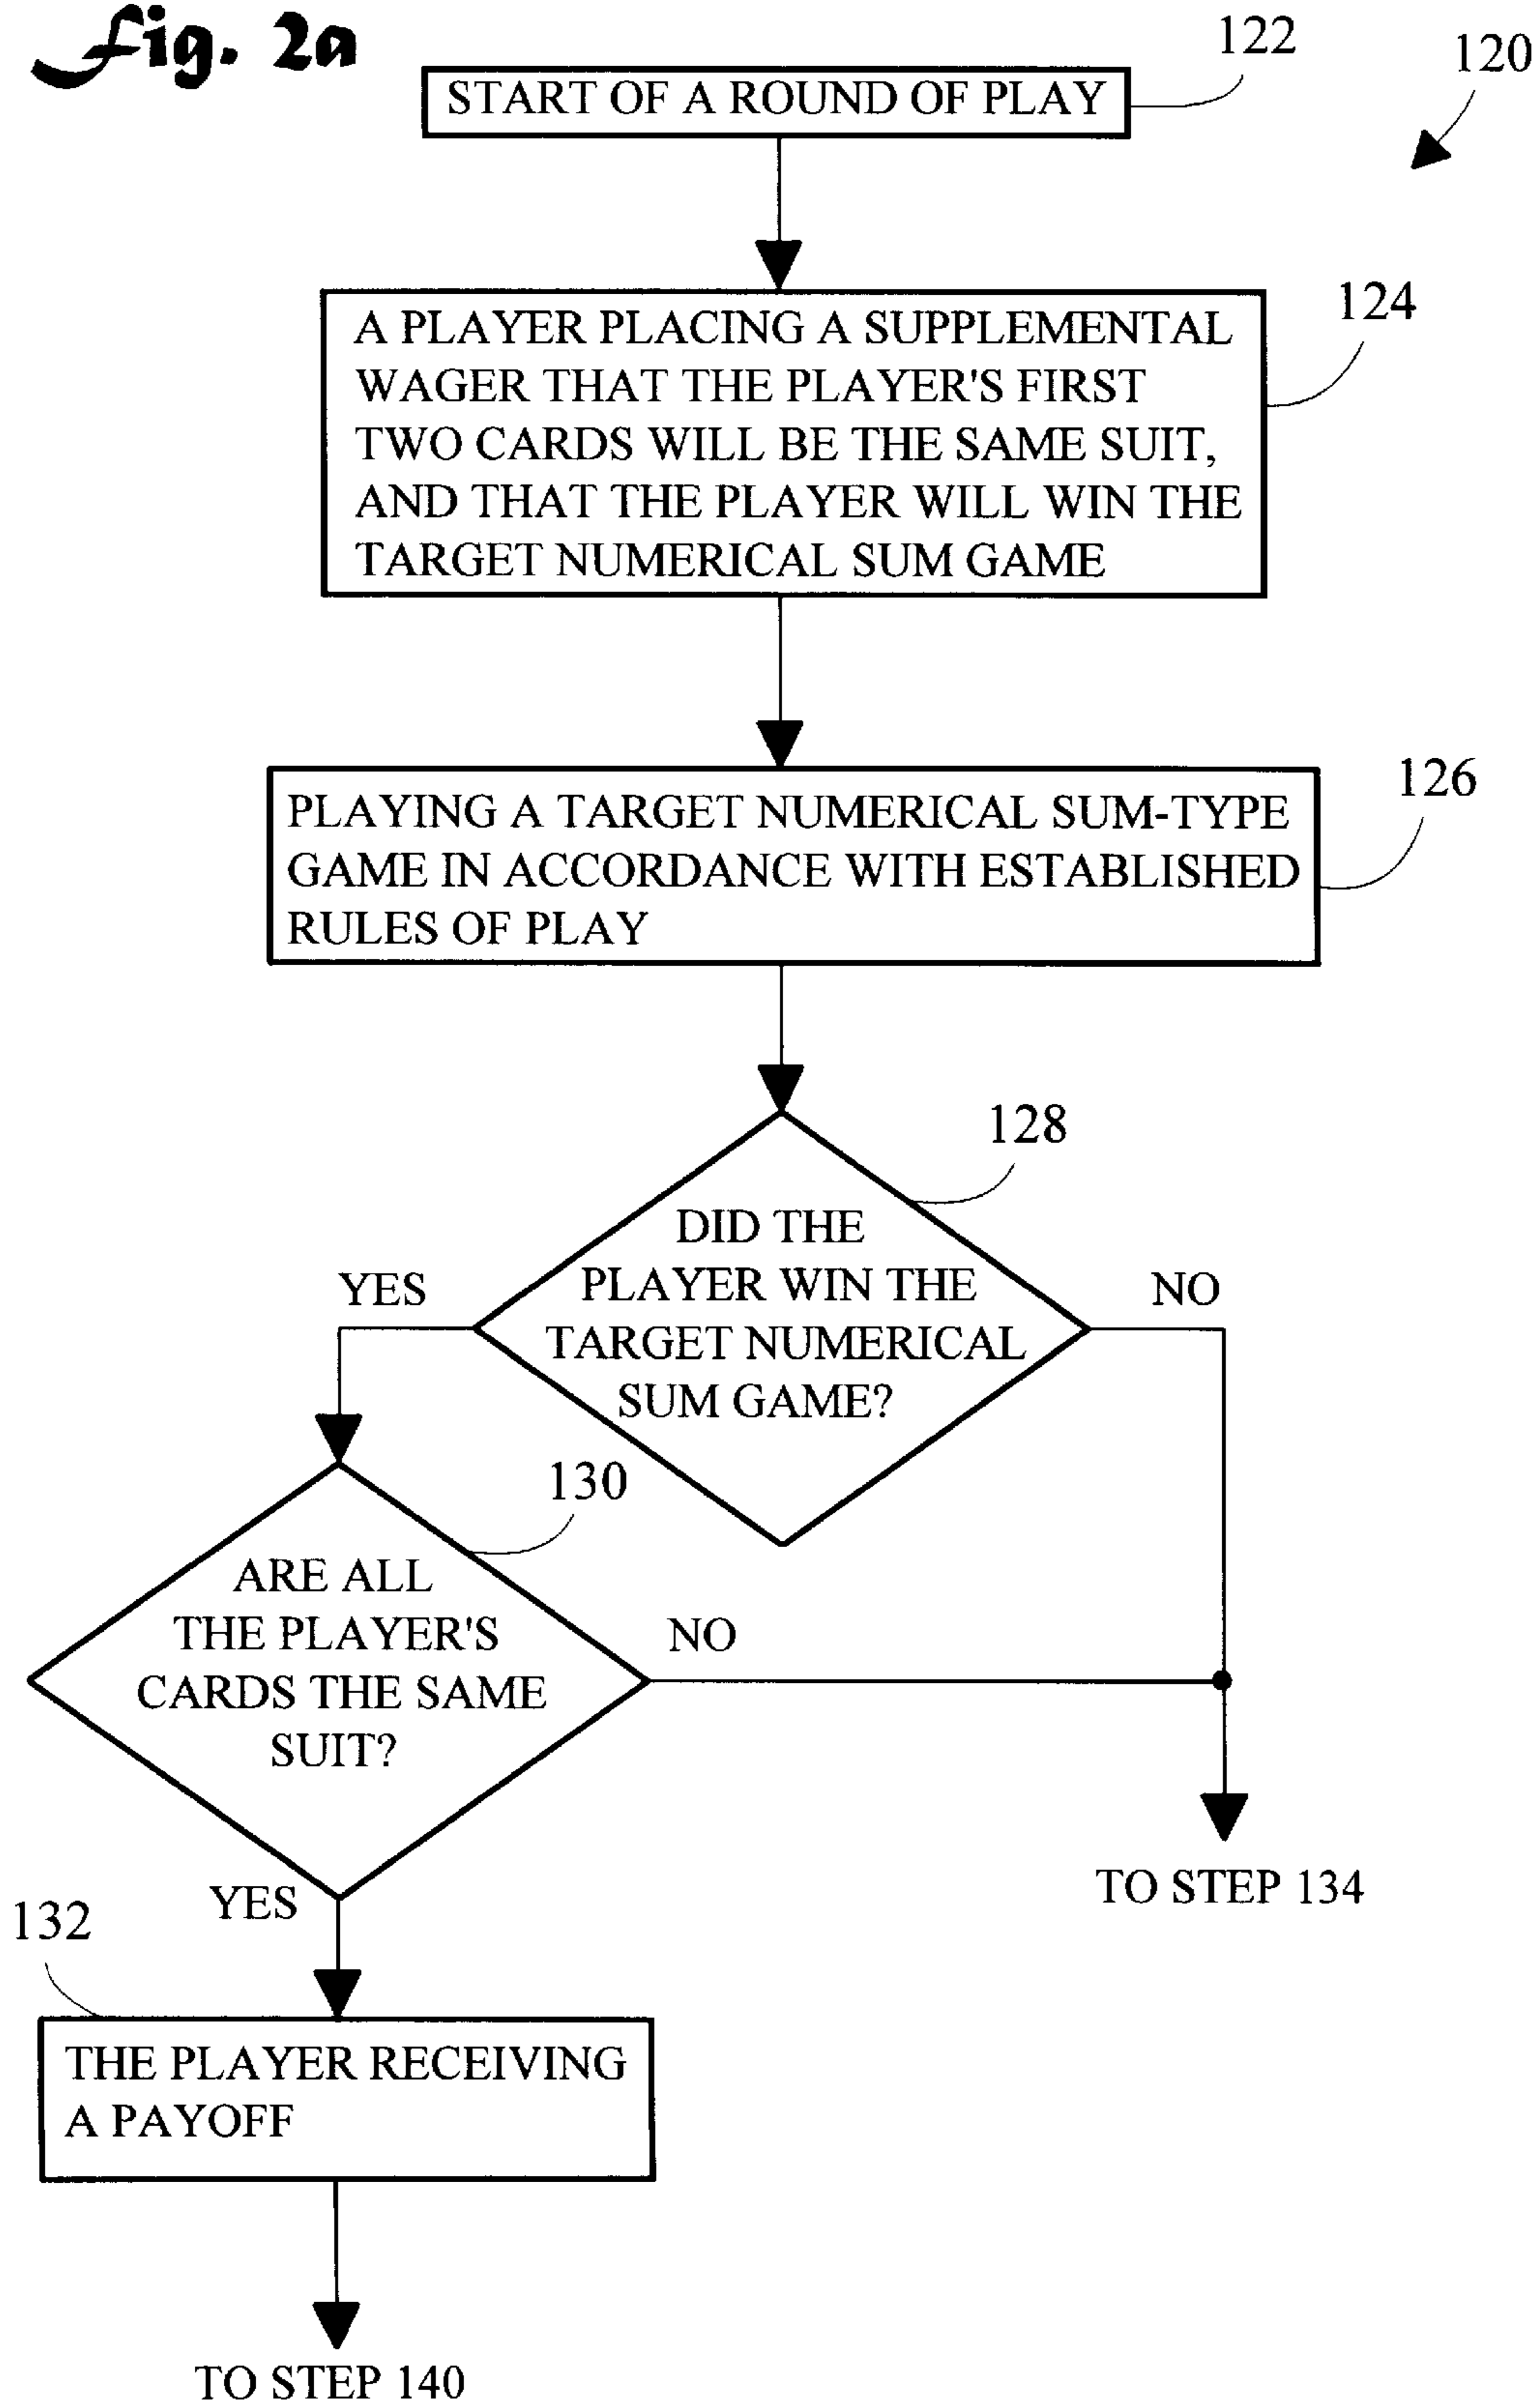 Fig. 2a
122
120
START OF A ROUND OF PLAY
124
A PLAYER PLACING A SUPPLEMENTAL
WAGER THAT THE PLAYER'S FIRST
TWO CARDS WILL BE THE SAME SUIT,
AND THAT THE PLAYER WILL WIN THE
TARGET NUMERICAL SUM GAME
126
PLAYING A TARGET NUMERICAL SUM-TYPE
GAME IN ACCORDANCE WITH ESTABLISHED
RULES OF PLAY
128
DID THE
PLAYER WIN THE
TARGET NUMERICAL
SUM GAME?
YES
NO
130
ARE ALL
THE PLAYER'S
CARDS THE SAME
SUIT?
NO
YES
TO STEP 134
132
THE PLAYER RECEIVING
A PAYOFF
TO STEP 140